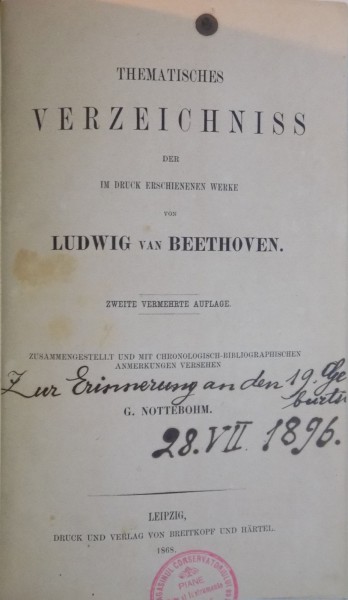 THEMATISCHES
VERZEICHNISS
DER
IM DRUCK ERSCHIENENEN WERKE
VON
LUDWIG VAN BEETHOVEN.
ZWEITE VERMEHRTE AUFLAGE.
ZUSAMMENGESTELLT UND MIT CHRONOLOGISCH-BIBLIOGRAPHISCHEN
ANMERKUNGEN VERSEHEN
Zur Erinnerung an den 19. Ge
burts
G. NOTTEBOHM.
28. VII 1896.
LEIPZIG,
DRUCK UND VERLAG VON BREITKOPF UND HÄRTEL.
1868.
PIANE